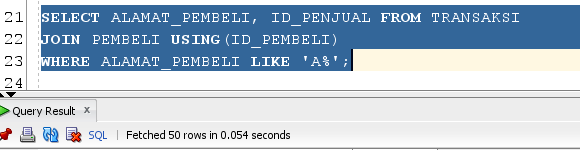 21 SELECT ALAMAT_PEMBELI, ID_PENJUAL FROM TRANSAKSI
22 JOIN PEMBELI USING(ID_PEMBELI)
23 WHERE ALAMAT_PEMBELI LIKE 'A%';
24
Query Result x
SQL | Fetched 50 rows in 0.054 seconds